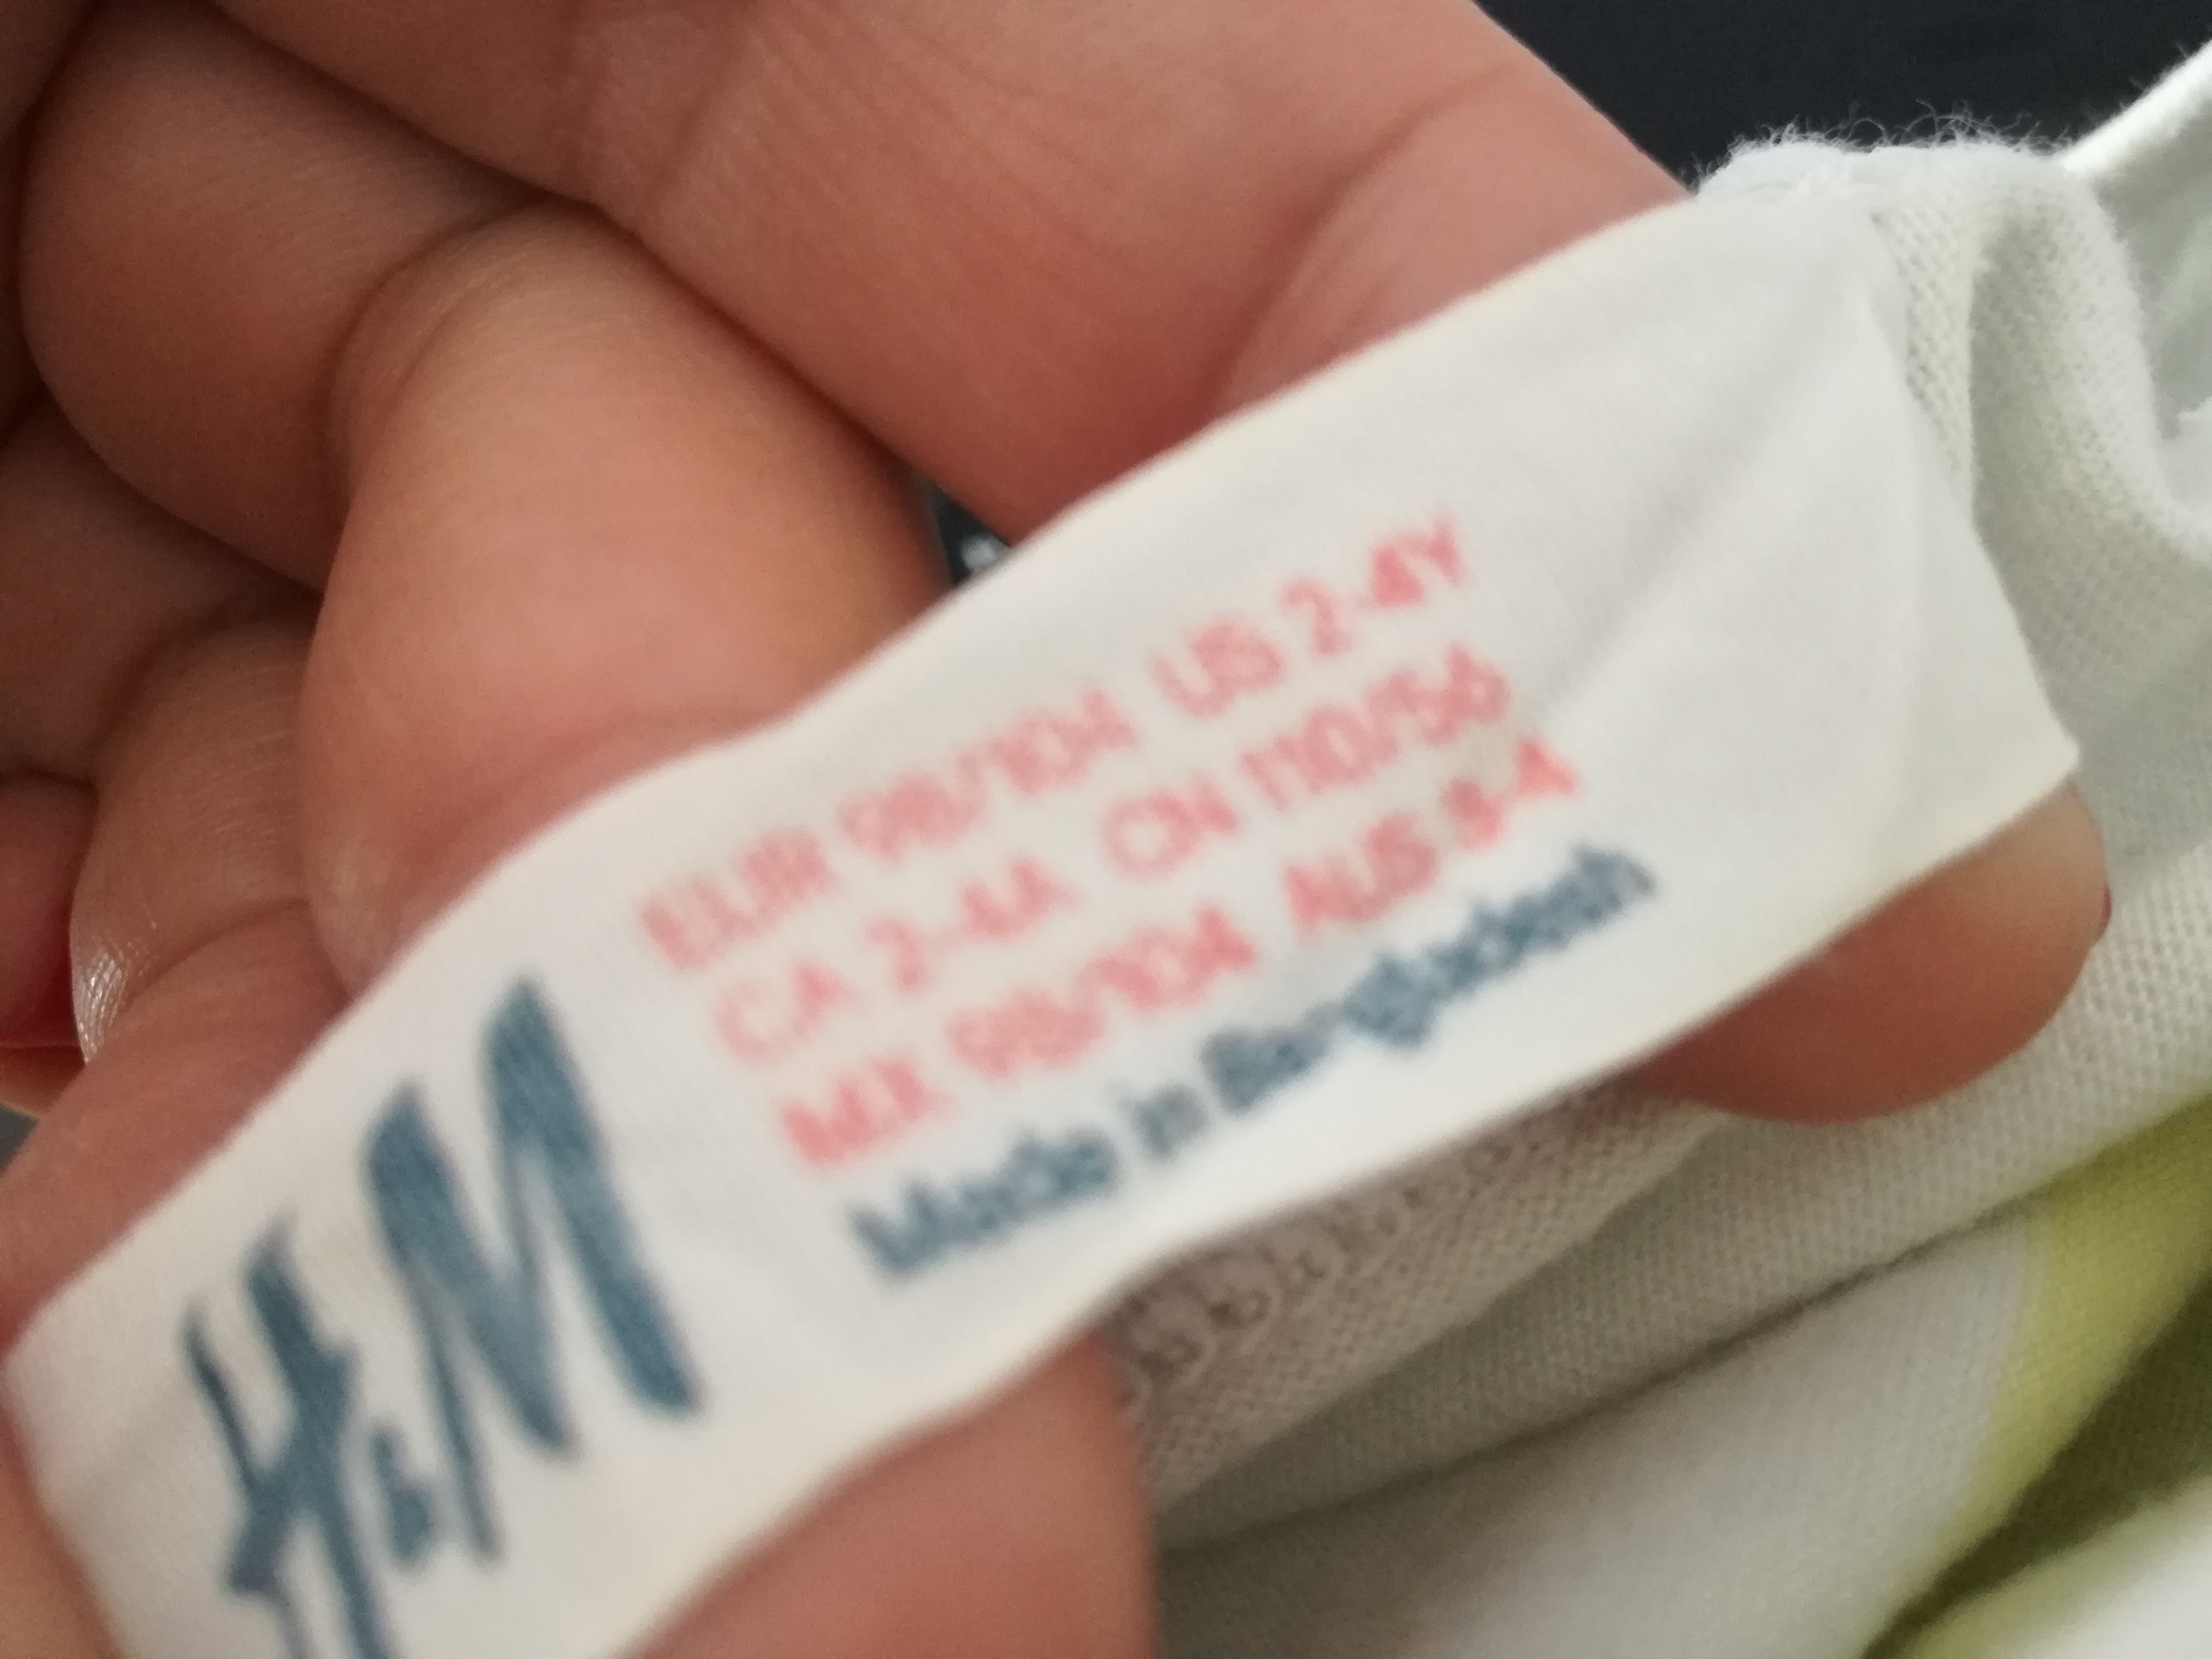 H&M
EUR 98/104 US 2-4Y
CA 2-4A CN 110/56
MX 98/104 AUS 3-4
Made in Bangladesh